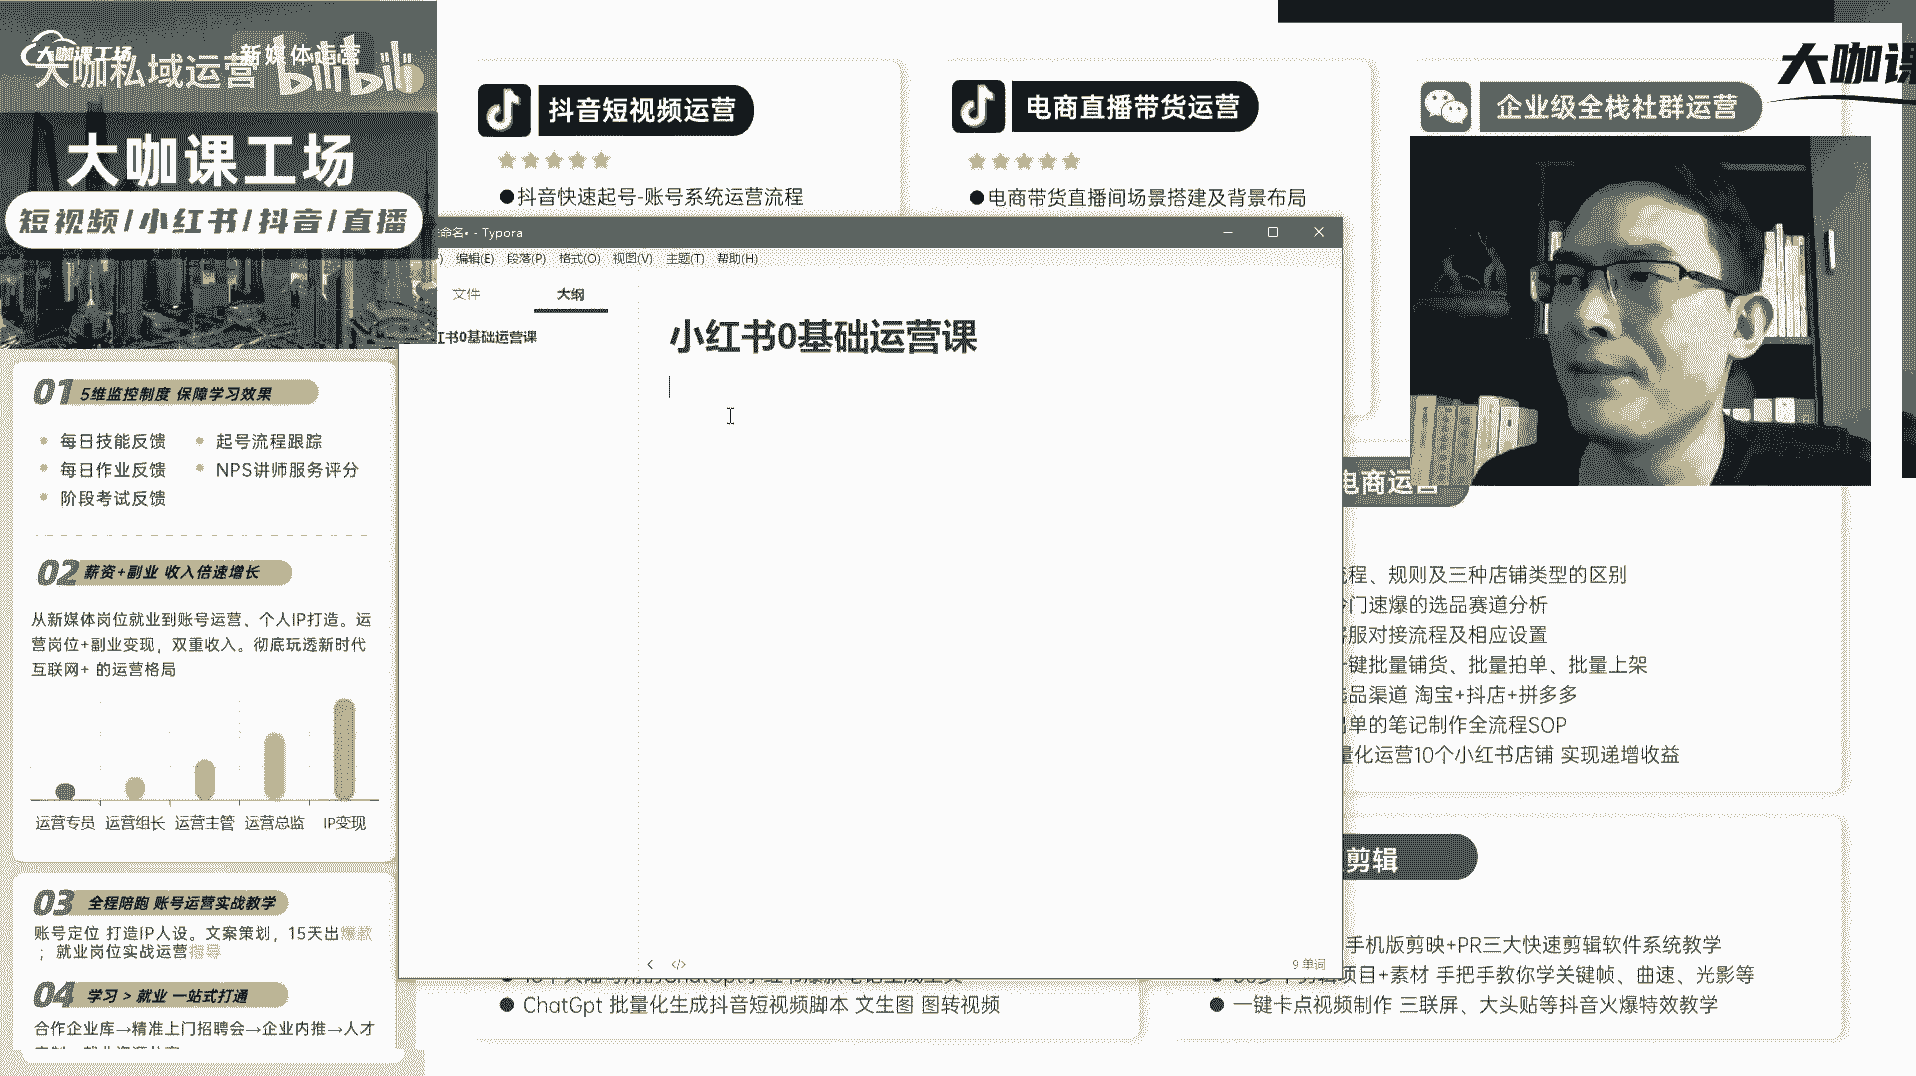 大咖课工场
新媒体运营
大咖私域运营
bilibili
大咖课工场
短视频/小红书/抖音/直播
01 5维监控制度 保障学习效果
每日技能反馈
起号流程跟踪
每日作业反馈
NPS讲师服务评分
阶段考试反馈
02 薪资+副业 收入倍速增长
从新媒体岗位就业到账号运营、个人IP打造。运
营岗位+副业变现，双重收入。彻底玩透新时代
互联网+ 的运营格局
运营专员 运营组长 运营主管 运营总监 IP变现
03 全程陪跑 账号运营实战教学
账号定位 打造IP人设。文案策划，15天出爆款
；就业岗位实战运营指导
04 学习 > 就业 一站式打通
合作企业库→精准上门招聘会→企业内推→人才
抖音短视频运营
●抖音快速起号-账号系统运营流程
电商直播带货运营
●电商带货直播间场景搭建及背景布局
企业级全栈社群运营
大咖课
命名• - Typora
编辑(E) 段落(P) 格式(O) 视图(V) 主题(T) 帮助(H)
文件 大纲
书0基础运营课
小红书0基础运营课
9 单词
电商运营
程、规则及三种店铺类型的区别
门速爆的选品赛道分析
服对接流程及相应设置
键批量铺货、批量拍单、批量上架
品渠道 淘宝+抖店+拼多多
单的笔记制作全流程SOP
量化运营10个小红书店铺 实现递增收益
剪辑
手机版剪映+PR三大快速剪辑软件系统教学
项目+素材 手把手教你学关键帧、曲速、光影等
● 一键卡点视频制作 三联屏、大头贴等抖音火爆特效教学
● ChatGpt 批量化生成抖音短视频脚本 文生图 图转视频